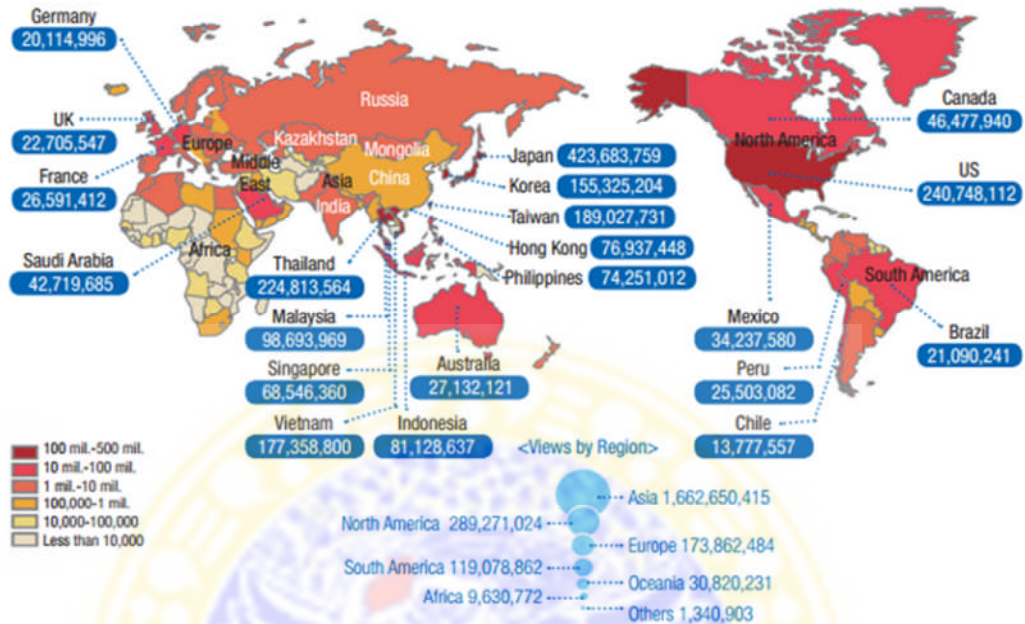 Germany
20,114,996
UK
22,705,547
France
26,591,412
Saudi Arabia
42,719,685
Europe
Middle
East
Africa
Russia
Kazakhstan
Mongolia
Asia
China
India
Japan 423,683,759
Korea 155,325,204
Taiwan 189,027,731
Hong Kong 76,937,448
Philippines 74,251,012
Thailand
224,813,564
Malaysia
98,693,969
Singapore
68,546,360
Vietnam
177,358,800
Indonesia
81,128,637
Australia
27,132,121
North America
Canada
46,477,940
US
240,748,112
South America
Mexico
34,237,580
Peru
25,503,082
Chile
13,777,557
Brazil
21,090,241
100 mil.-500 mil.
10 mil.-100 mil.
1 mil.-10 mil.
100,000-1 mil.
10,000-100,000
Less than 10,000
<Views by Region>
Asia 1,662,650,415
North America 289,271,024
Europe 173,862,484
South America 119,078,862
Oceania 30,820,231
Africa 9,630,772
Others 1,340,903